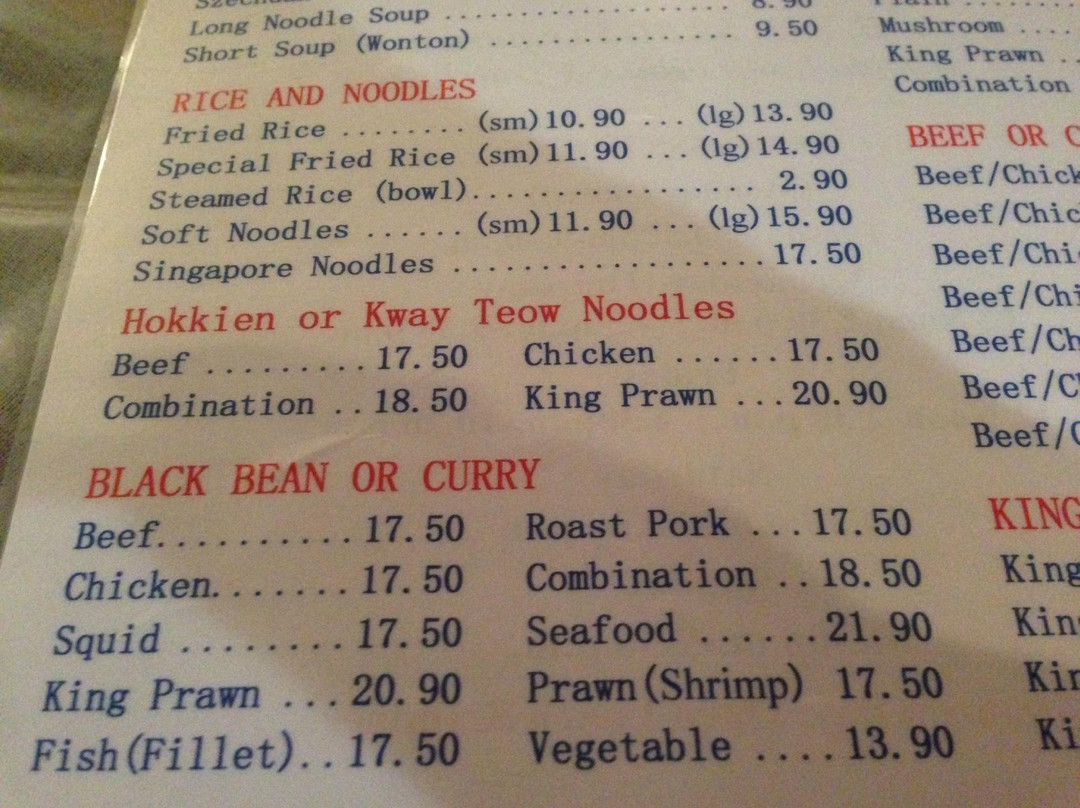 Long Noodle Soup ................. 8.90
Short Soup (Wonton) ............... 9.50
RICE AND NOODLES
Fried Rice ........ (sm)10.90 ... (lg)13.90
Special Fried Rice (sm)11.90 ... (lg)14.90
Steamed Rice (bowl)................. 2.90
Soft Noodles ...... (sm)11.90 ... (lg)15.90
Singapore Noodles ..................17.50
Hokkien or Kway Teow Noodles
Beef .........17.50 Chicken ......17.50
Combination ..18.50 King Prawn ...20.90
BLACK BEAN OR CURRY
Beef..........17.50 Roast Pork ...17.50
Chicken.......17.50 Combination ..18.50
Squid ........17.50 Seafood ......21.90
King Prawn ...20.90 Prawn(Shrimp) 17.50
Fish(Fillet)..17.50 Vegetable ....13.90
Mushroom ....
King Prawn ..
Combination
BEEF OR
KING
King